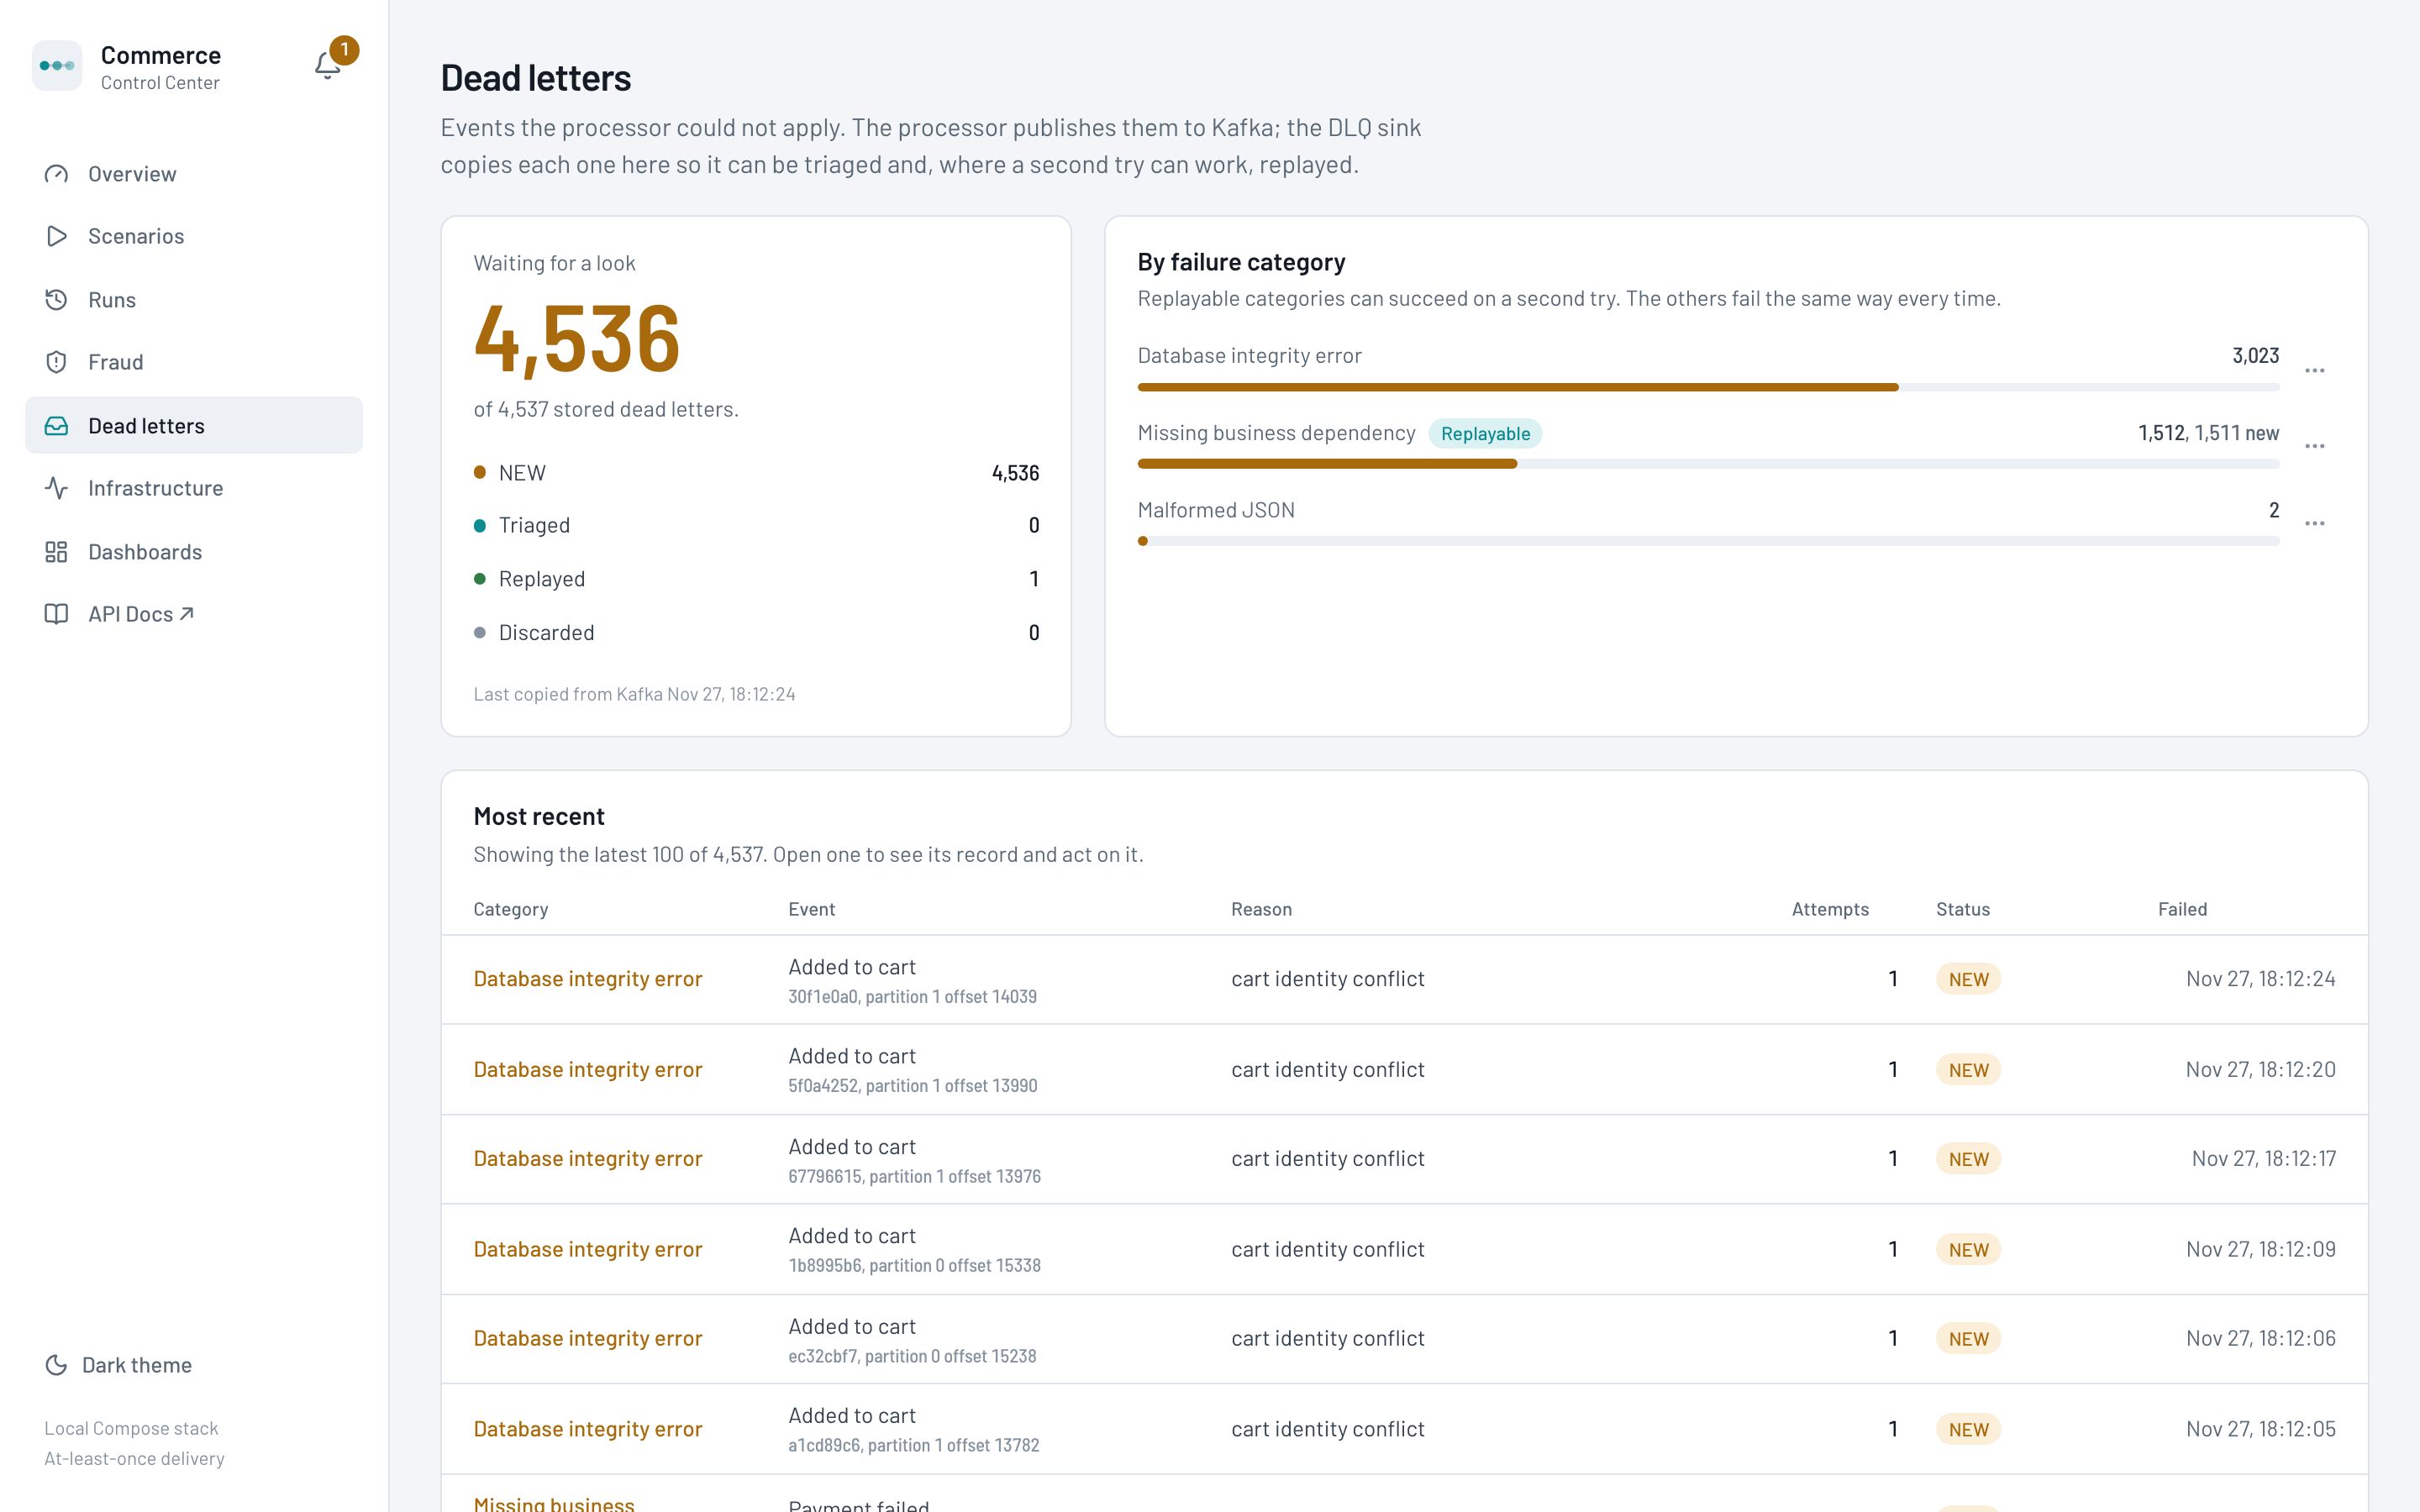 Commerce
Control Center
1
Overview
Scenarios
Runs
Fraud
Dead letters
Infrastructure
Dashboards
API Docs
Dark theme
Local Compose stack
At-least-once delivery
Dead letters
Events the processor could not apply. The processor publishes them to Kafka; the DLQ sink
copies each one here so it can be triaged and, where a second try can work, replayed.
Waiting for a look
4,536
of 4,537 stored dead letters.
NEW 4,536
Triaged 0
Replayed 1
Discarded 0
Last copied from Kafka Nov 27, 18:12:24
By failure category
Replayable categories can succeed on a second try. The others fail the same way every time.
Database integrity error 3,023
Missing business dependency Replayable 1,512, 1,511 new
Malformed JSON 2
Most recent
Showing the latest 100 of 4,537. Open one to see its record and act on it.
Category Event Reason Attempts Status Failed
Database integrity error Added to cart cart identity conflict 1 NEW Nov 27, 18:12:24
30f1e0a0, partition 1 offset 14039
Database integrity error Added to cart cart identity conflict 1 NEW Nov 27, 18:12:20
5f0a4252, partition 1 offset 13990
Database integrity error Added to cart cart identity conflict 1 NEW Nov 27, 18:12:17
67796615, partition 1 offset 13976
Database integrity error Added to cart cart identity conflict 1 NEW Nov 27, 18:12:09
1b8995b6, partition 0 offset 15338
Database integrity error Added to cart cart identity conflict 1 NEW Nov 27, 18:12:06
ec32cbf7, partition 0 offset 15238
Database integrity error Added to cart cart identity conflict 1 NEW Nov 27, 18:12:05
a1cd89c6, partition 1 offset 13782
Missing business Payment failed